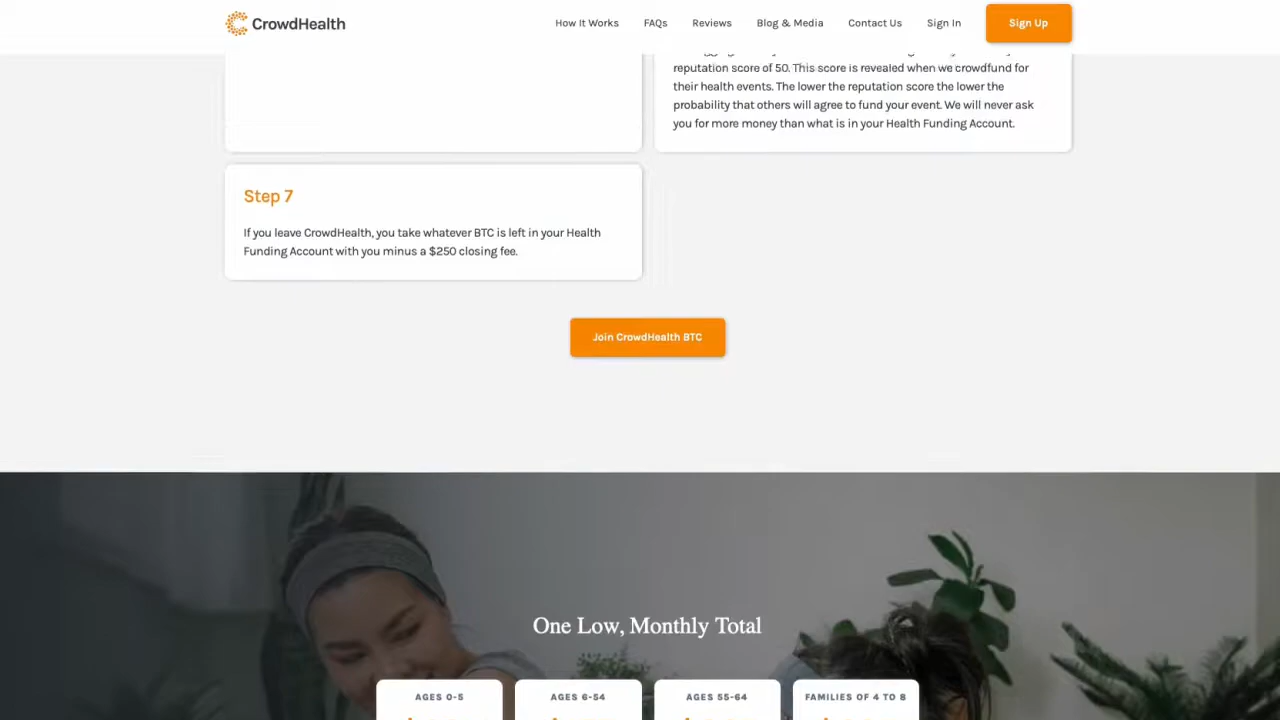 CrowdHealth
How It Works
FAQs
Reviews
Blog & Media
Contact Us
Sign In
Sign Up
reputation score of 50. This score is revealed when we crowdfund for
their health events. The lower the reputation score the lower the
probability that others will agree to fund your event. We will never ask
you for more money than what is in your Health Funding Account.
Step 7
If you leave CrowdHealth, you take whatever BTC is left in your Health
Funding Account with you minus a $250 closing fee.
Join CrowdHealth BTC
One Low, Monthly Total
AGES 0-5
AGES 6-54
AGES 55-64
FAMILIES OF 4 TO 8